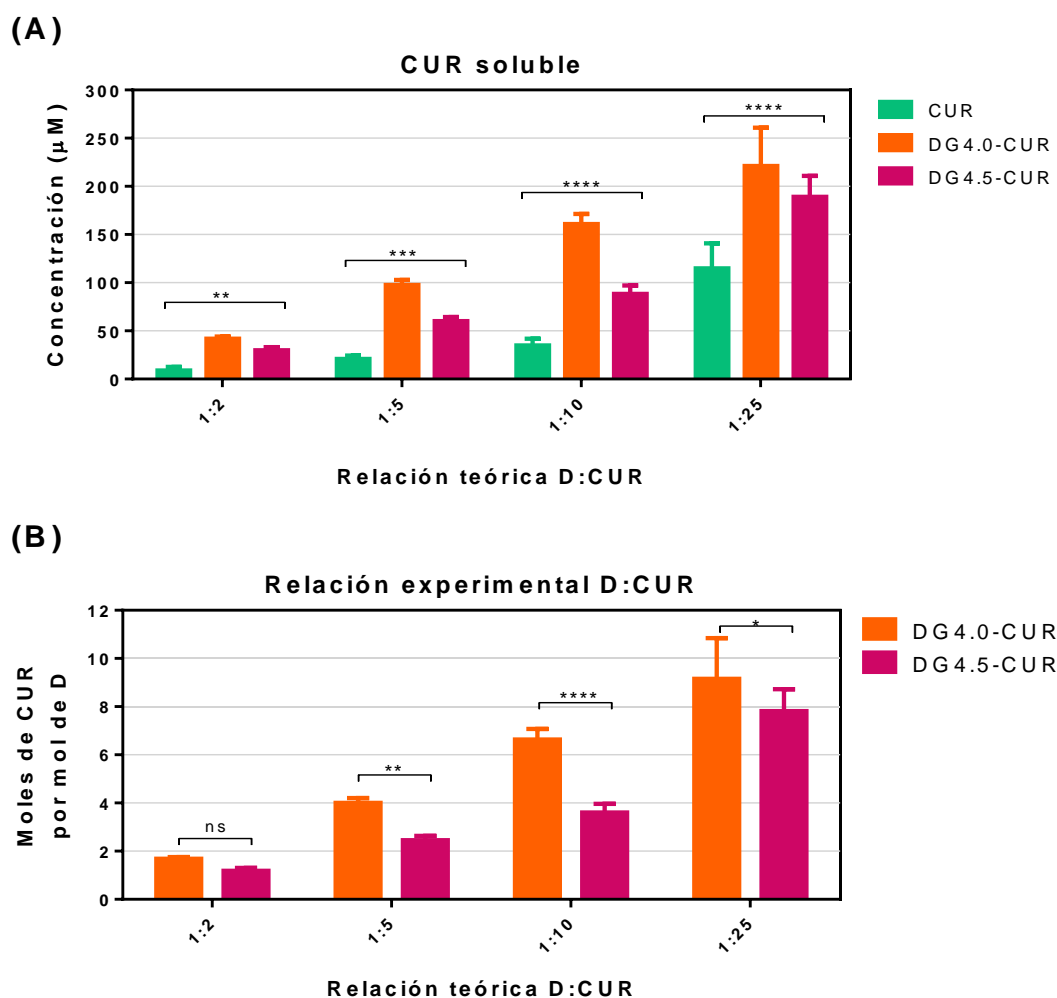 (A)
CUR soluble
Concentración (µM)
300
250
200
150
100
50
0
**
***
****
****
1:2
1:5
1:10
1:25
Relación teórica D:CUR
CUR
DG4.0-CUR
DG4.5-CUR
(B)
Relación experimental D:CUR
Moles de CUR
por mol de D
12
10
8
6
4
2
0
ns
**
****
*
1:2
1:5
1:10
1:25
Relación teórica D:CUR
DG4.0-CUR
DG4.5-CUR